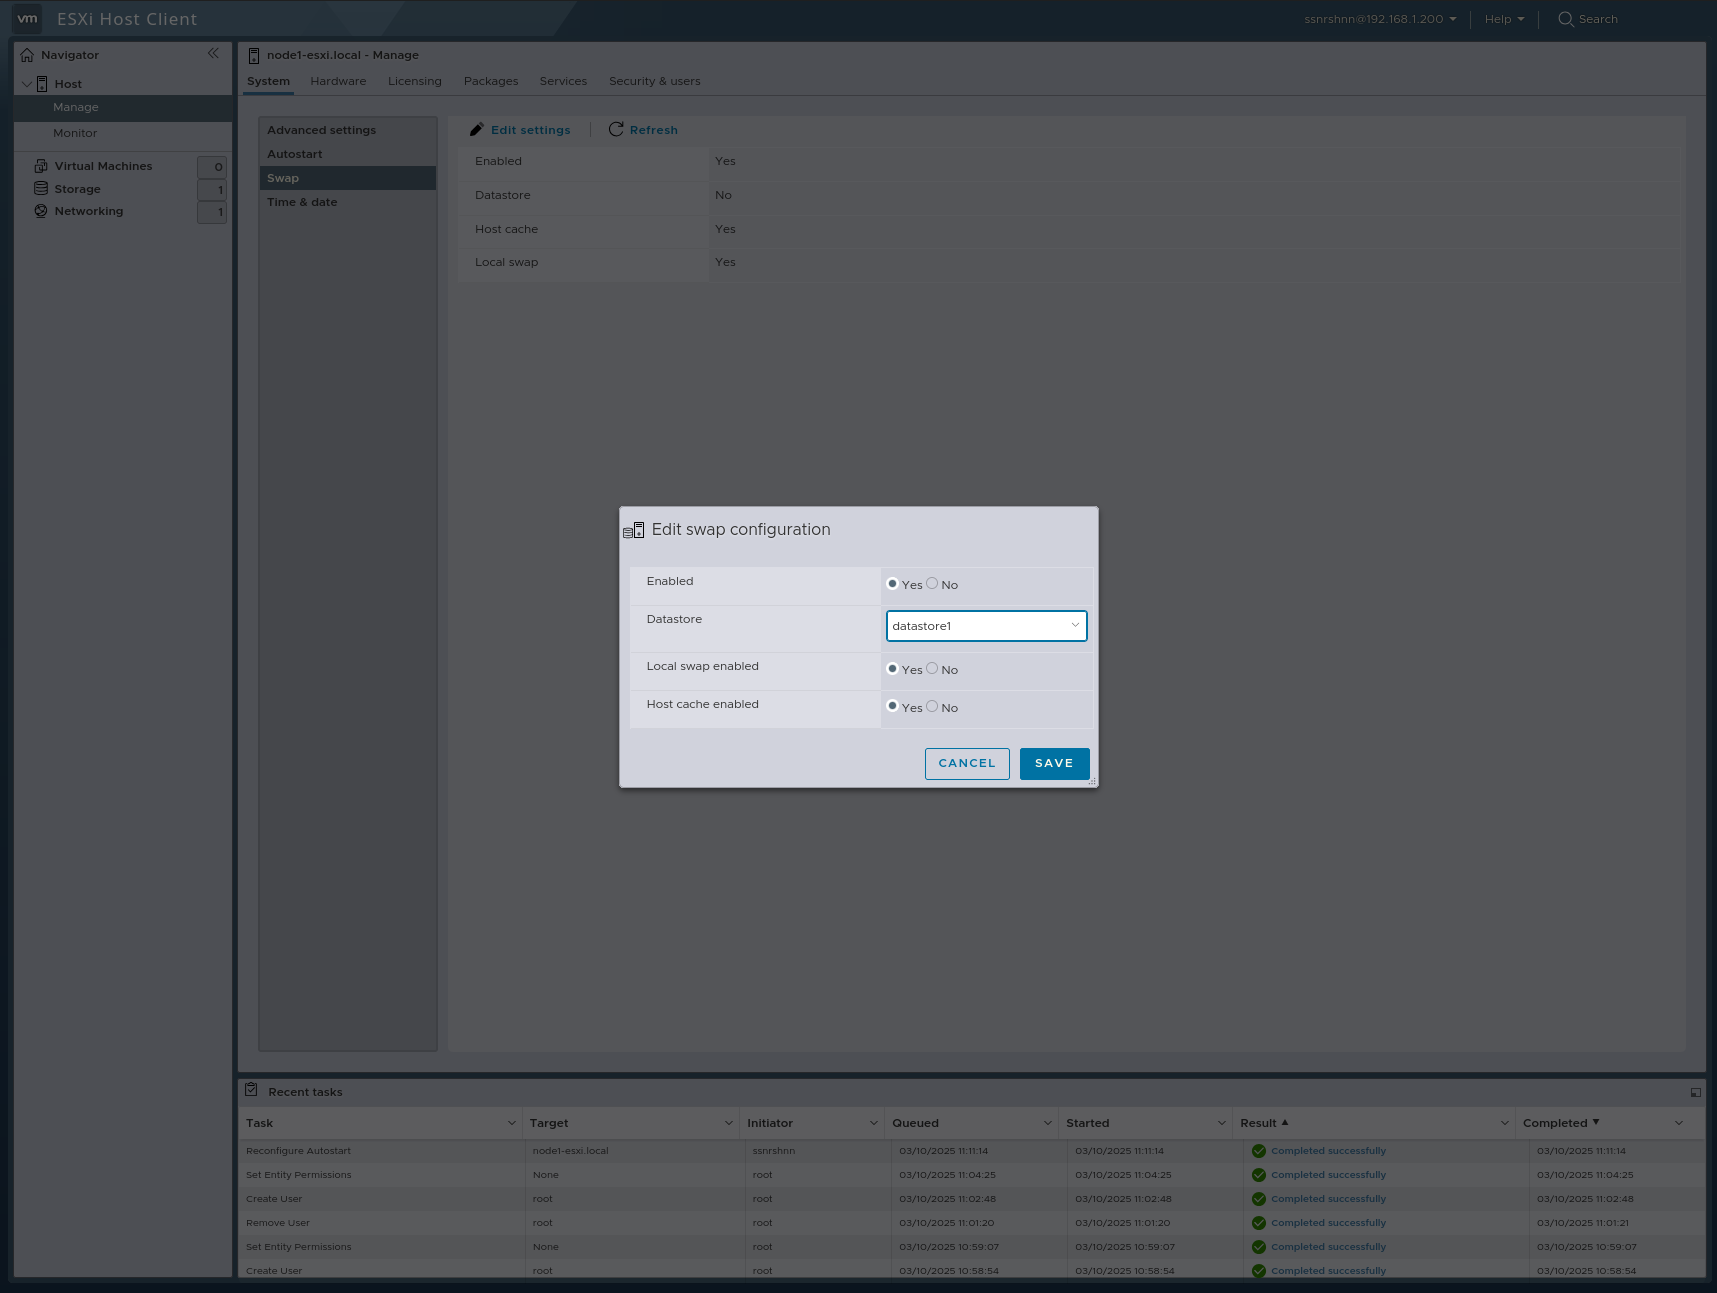 vm ESXi Host Client ssnrshnn@192.168.1.200 Help Search
Navigator
Host
Manage
Monitor
Virtual Machines 0
Storage 1
Networking 1
node1-esxi.local - Manage
System Hardware Licensing Packages Services Security & users
Advanced settings
Autostart
Swap
Time & date
Edit settings Refresh
Enabled Yes
Datastore No
Host cache Yes
Local swap Yes
Edit swap configuration
Enabled Yes No
Datastore datastore1
Local swap enabled Yes No
Host cache enabled Yes No
CANCEL SAVE
Recent tasks
Task Target Initiator Queued Started Result Completed
Reconfigure Autostart node1-esxi.local ssnrshnn 03/10/2025 11:11:14 03/10/2025 11:11:14 Completed successfully 03/10/2025 11:11:14
Set Entity Permissions None root 03/10/2025 11:04:25 03/10/2025 11:04:25 Completed successfully 03/10/2025 11:04:25
Create User root root 03/10/2025 11:02:48 03/10/2025 11:02:48 Completed successfully 03/10/2025 11:02:48
Remove User root root 03/10/2025 11:01:20 03/10/2025 11:01:20 Completed successfully 03/10/2025 11:01:21
Set Entity Permissions None root 03/10/2025 10:59:07 03/10/2025 10:59:07 Completed successfully 03/10/2025 10:59:07
Create User root root 03/10/2025 10:58:54 03/10/2025 10:58:54 Completed successfully 03/10/2025 10:58:54